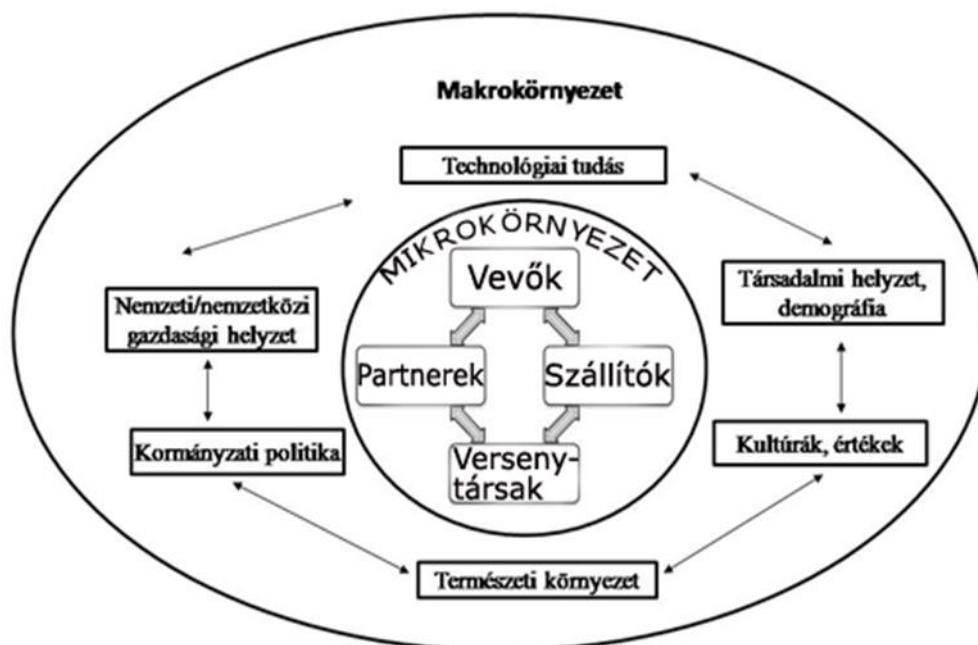 Makrokörnyezet
Technológiai tudás
MIKROKÖRNYEZET
Vevők
Társadalmi helyzet,
demográfia
Nemzeti/nemzetközi
gazdasági helyzet
Partnerek
Szállítók
Kormányzati politika
Kultúrák, értékek
Verseny-
társak
Természeti környezet